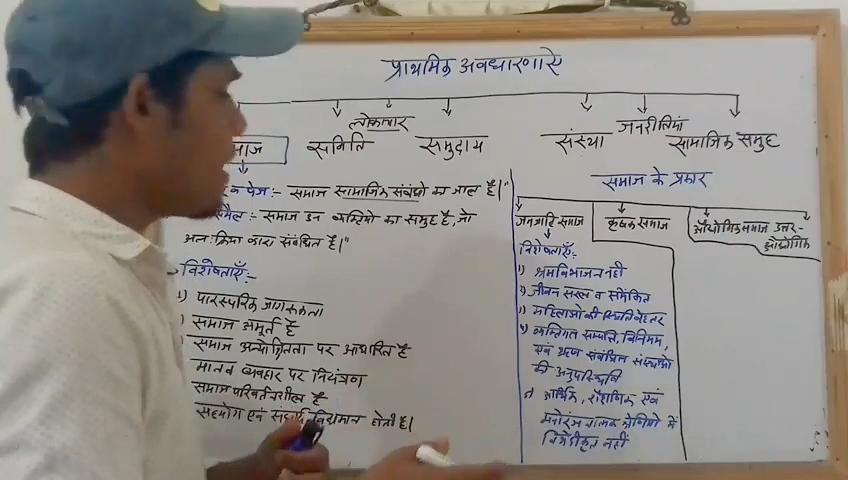 प्राथमिक अवधारणाऐ
लोकाचार
जनरीतियां
माज समिति समुदाय संस्था सामाजिक समुह
समाज के प्रकार
समाज सामाजिक संबंधो का जाल है।"
समाज उन व्यक्तियो का समुह है, जो
अन्तःक्रिया द्वारा संबंधित है।"
विशेषताएँ:-
पारस्परिक जागरूकता
समाज अमूर्त है
समाज अन्योन्यश्रितता पर आधारित है
मानव व्यवहार पर नियंत्रण
समाज परिवर्तनशील है
सहयोग एवं संघर्ष विद्यमान होती है।
जनजाति समाज
कृषक समाज
औद्योगिक समाज उत्तर-
औद्योगिक
विशेषताएँ:-
1) श्रमविभाजन नही
2) जीवन सरल व समेकित
3) महिलाओ की स्थिति बेहतर
4) व्यक्तिगत सम्पत्ति, विनिमय,
एवं ऋण संबंधित संस्थाओ
की अनुपस्थिति
5) आर्थिक, शैक्षणिक एवं
मनोरंजनात्मक श्रेणियो में
विभेदीकृत नहीं